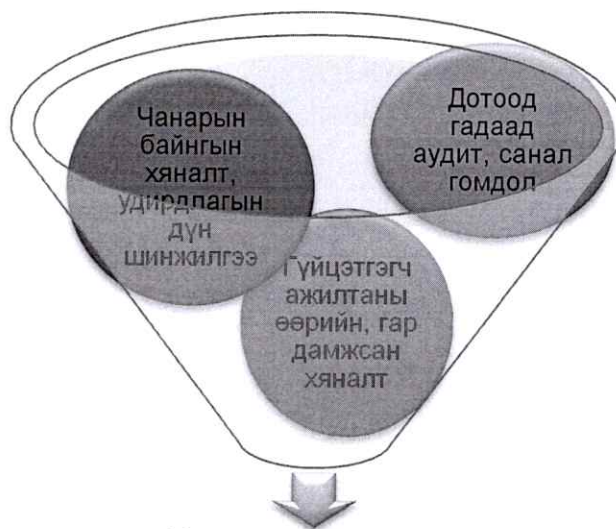 Чанарын
байнгын
хяналт,
удирдлагын
дүн
шинжилгээ
Дотоод
гадаад
аудит, санал
гомдол
Гүйцэтгэгч
ажилтаны
өөрийн, гар
дамжсан
хяналт